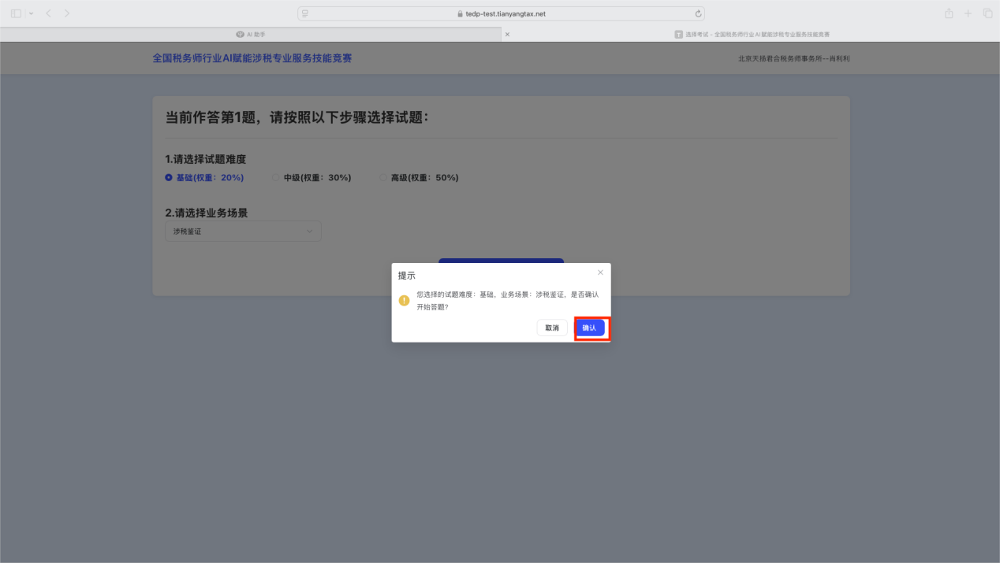 tedp-test.tianyangtax.net
AI 助手
选择考试 - 全国税务师行业AI赋能涉税专业服务技能竞赛
全国税务师行业AI赋能涉税专业服务技能竞赛
北京天扬君合税务师事务所--肖利利
当前作答第1题，请按照以下步骤选择试题：
1.请选择试题难度
基础(权重：20%)
中级(权重：30%)
高级(权重：50%)
2.请选择业务场景
涉税鉴证
提示
您选择的试题难度：基础，业务场景：涉税鉴证，是否确认
开始答题?
取消
确认